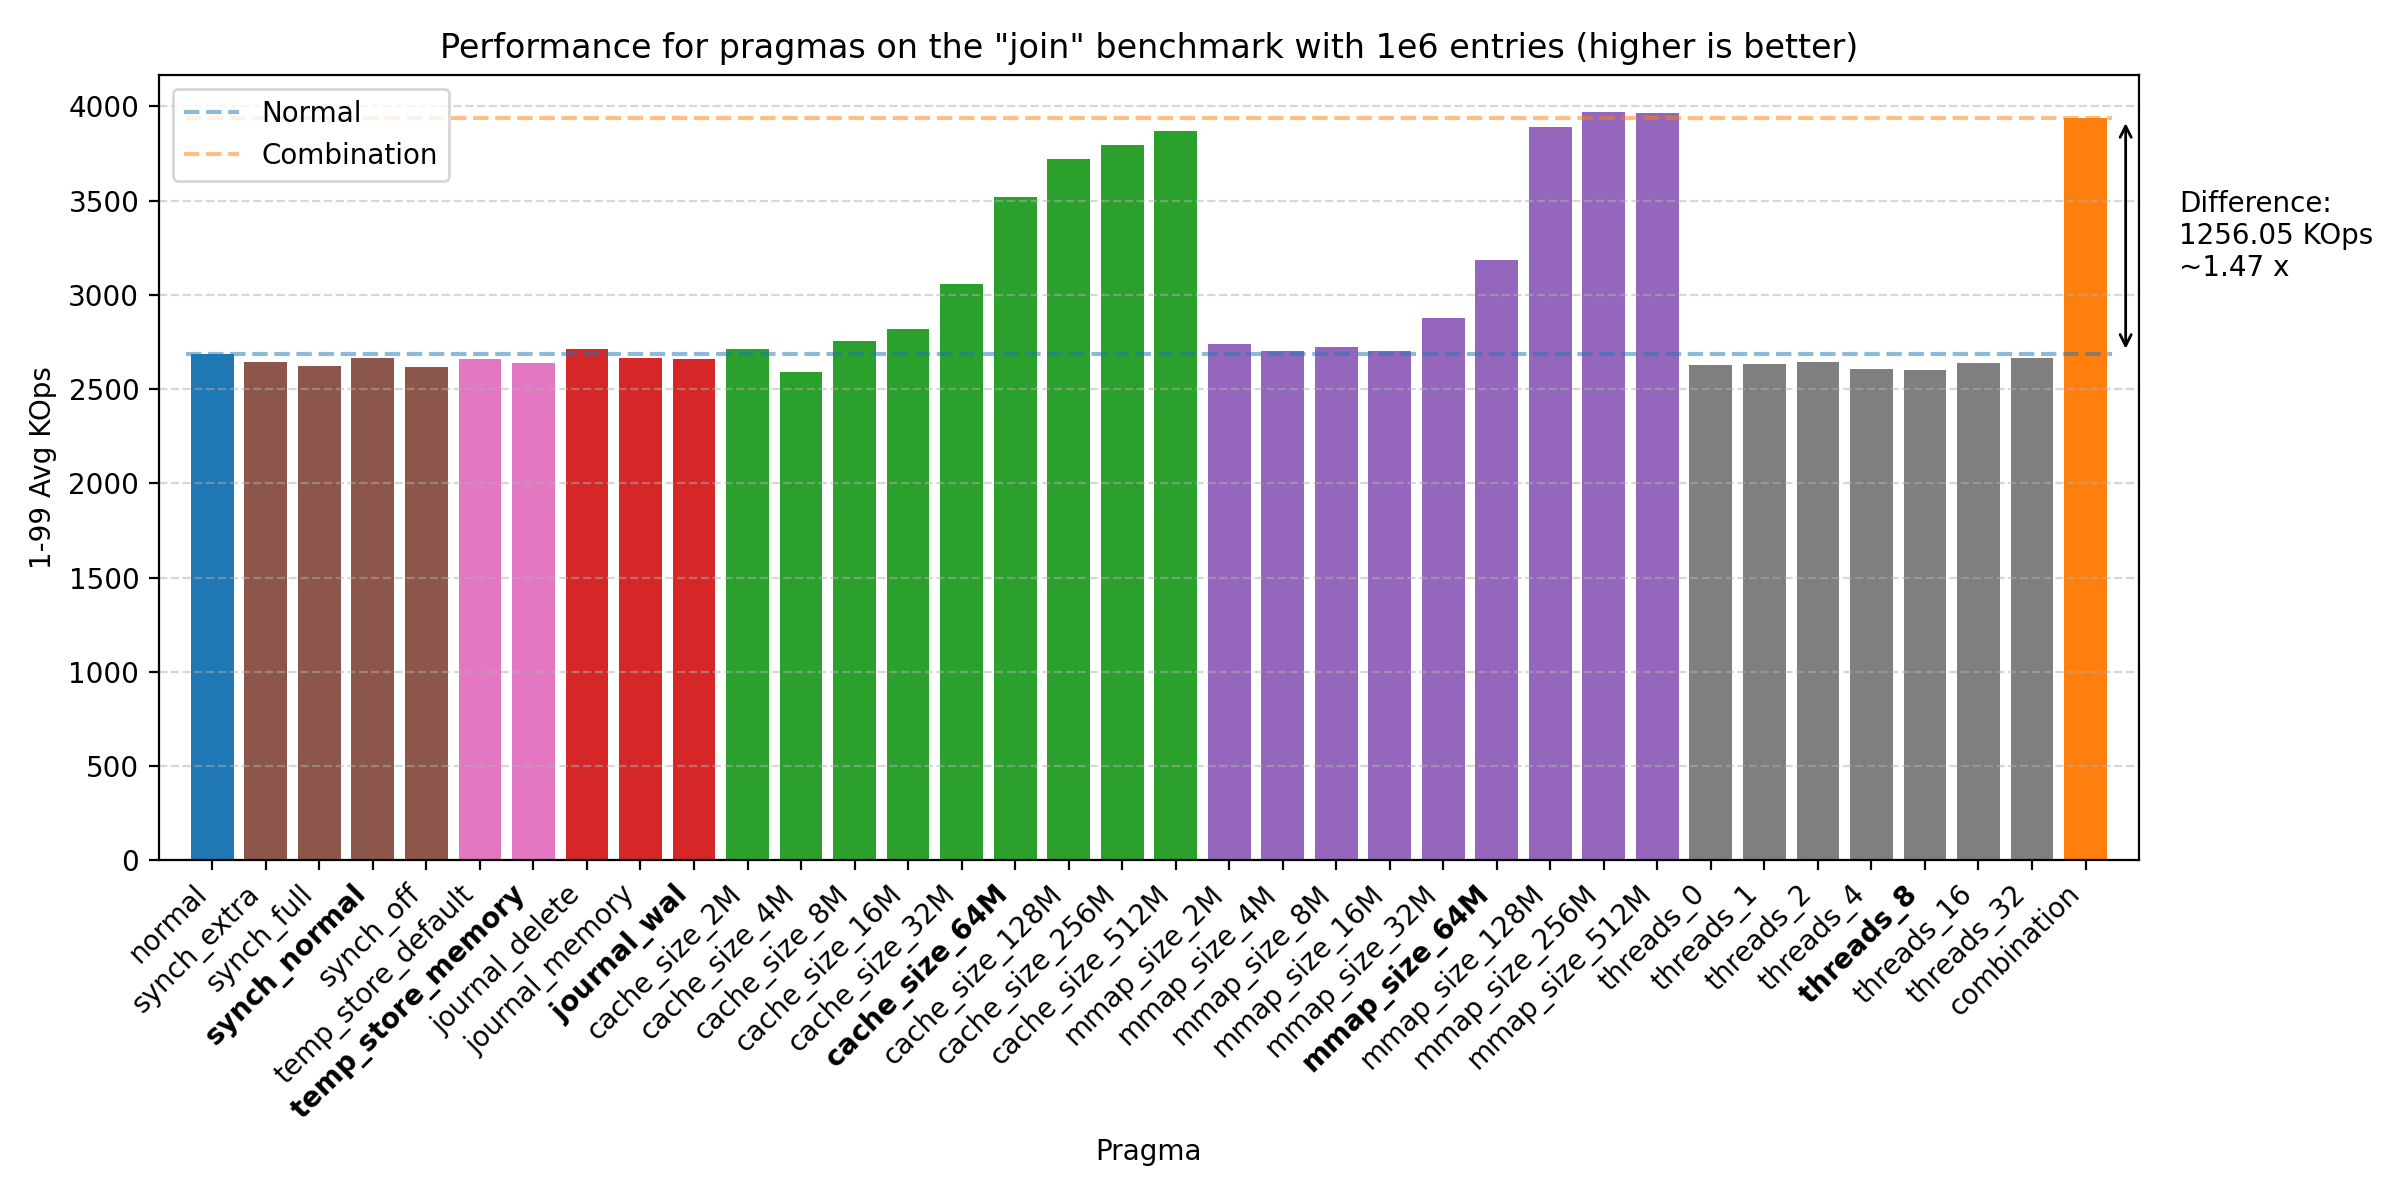 Performance for pragmas on the "join" benchmark with 1e6 entries (higher is better)
Normal
Combination
4000
3500
3000
2500
2000
1500
1000
500
0
1-99 Avg KOps
Difference:
1256.05 KOps
~1.47 x
normal
synch_extra
synch_full
synch_normal
synch_off
temp_store_default
temp_store_memory
journal_delete
journal_memory
journal_wal
cache_size_2M
cache_size_4M
cache_size_8M
cache_size_16M
cache_size_32M
cache_size_64M
cache_size_128M
cache_size_256M
cache_size_512M
mmap_size_2M
mmap_size_4M
mmap_size_8M
mmap_size_16M
mmap_size_32M
mmap_size_64M
mmap_size_128M
mmap_size_256M
mmap_size_512M
threads_0
threads_1
threads_2
threads_4
threads_8
threads_16
threads_32
combination
Pragma